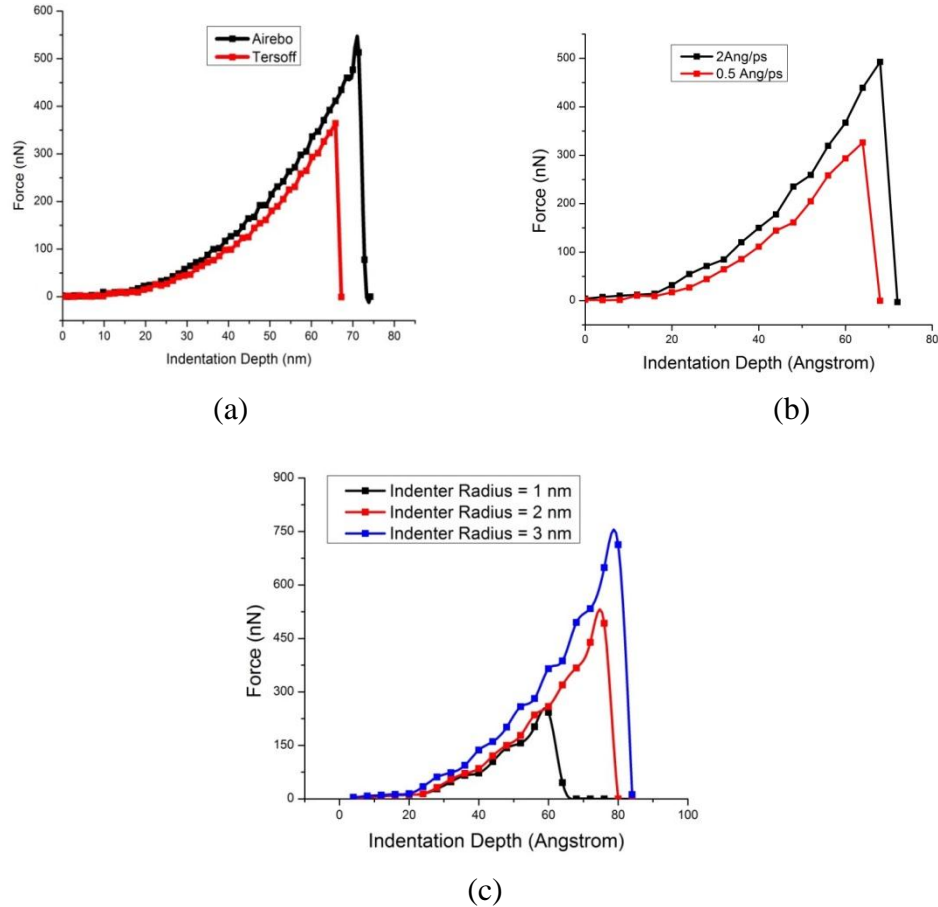 600
500
400
300
200
100
0
Force (nN)
Airebo
Tersoff
0 10 20 30 40 50 60 70 80
Indentation Depth (nm)
(a)
500
400
300
200
100
0
Force (nN)
2Ang/ps
0.5 Ang/ps
0 20 40 60 80
Indentation Depth (Angstrom)
(b)
900
750
600
450
300
150
0
Force (nN)
Indenter Radius = 1 nm
Indenter Radius = 2 nm
Indenter Radius = 3 nm
0 20 40 60 80 100
Indentation Depth (Angstrom)
(c)